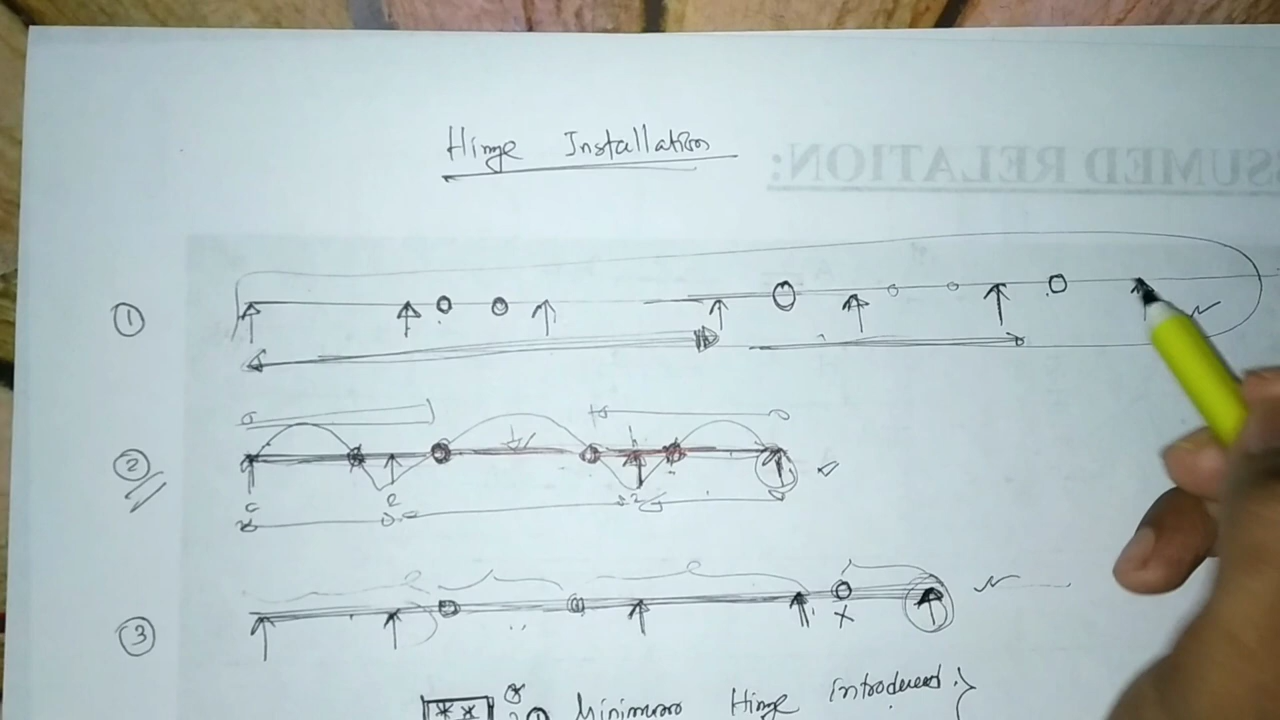 Hinge Installation
SUMED RELATION:
1
2
3
** Minimum Hinge introduced.}